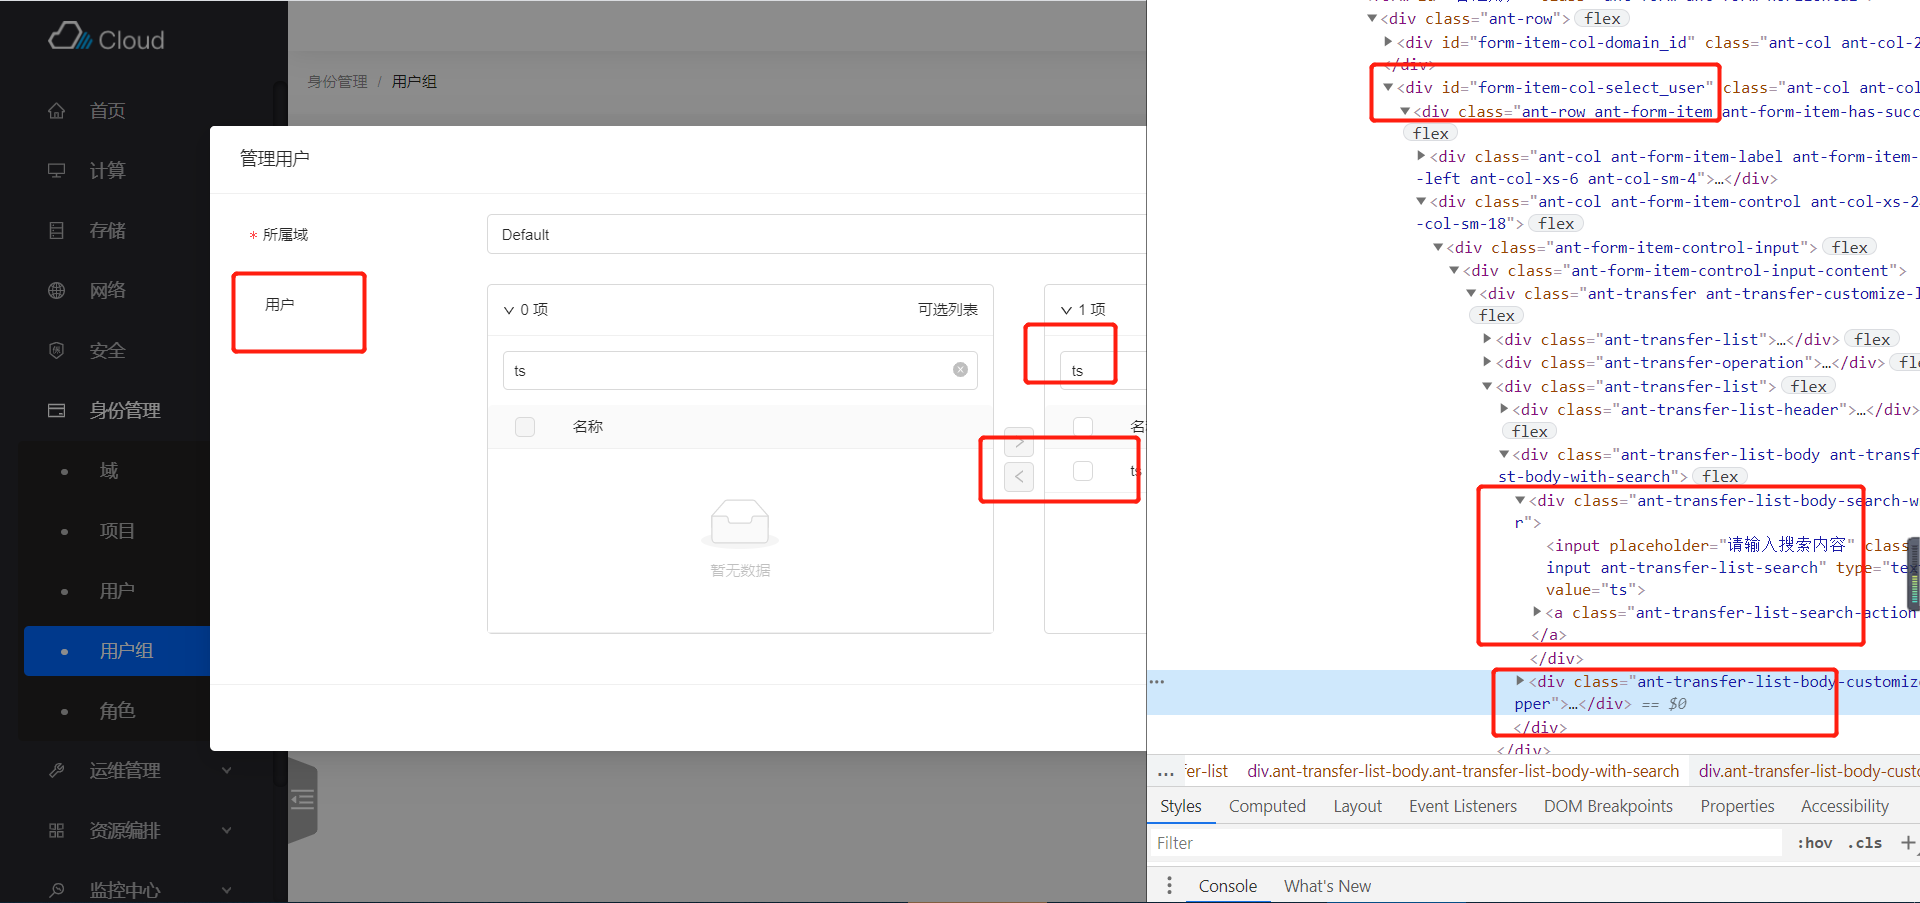 Cloud
首页
计算
存储
网络
安全
身份管理
域
项目
用户
用户组
角色
运维管理
资源编排
监控中心
身份管理 / 用户组
管理用户
* 所属域
Default
用户
0 项
可选列表
ts
名称
暂无数据
>
<
1 项
ts
ts
<div class="ant-row"> flex
<div id="form-item-col-domain_id" class="ant-col ant-col-2
</div>
<div id="form-item-col-select_user" class="ant-col ant-col
<div class="ant-row ant-form-item ant-form-item-has-succ
flex
<div class="ant-col ant-form-item-label ant-form-item-
-left ant-col-xs-6 ant-col-sm-4">…</div>
<div class="ant-col ant-form-item-control ant-col-xs-2
-col-sm-18"> flex
<div class="ant-form-item-control-input"> flex
<div class="ant-form-item-control-input-content">
<div class="ant-transfer ant-transfer-customize-l
flex
<div class="ant-transfer-list">…</div> flex
<div class="ant-transfer-operation">…</div> fle
<div class="ant-transfer-list"> flex
<div class="ant-transfer-list-header">…</div>
flex
<div class="ant-transfer-list-body ant-transf
st-body-with-search"> flex
<div class="ant-transfer-list-body-search-w
r">
<input placeholder="请输入搜索内容" class
input ant-transfer-list-search" type="tex
value="ts">
<a class="ant-transfer-list-search-action
</a>
</div>
<div class="ant-transfer-list-body-customiz
pper">…</div> == $0
</div>
</div>
… fer-list div.ant-transfer-list-body.ant-transfer-list-body-with-search div.ant-transfer-list-body-custo
Styles Computed Layout Event Listeners DOM Breakpoints Properties Accessibility
Filter :hov .cls +
Console What's New